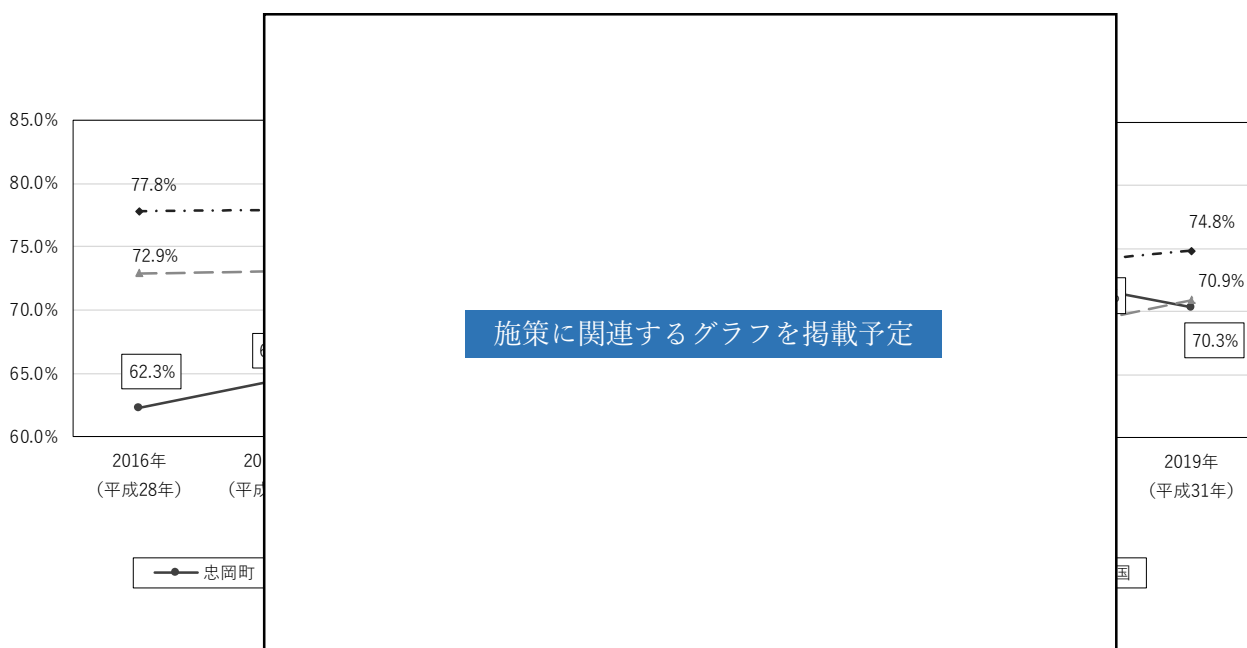 85.0%
80.0%
75.0%
70.0%
65.0%
60.0%
77.8%
72.9%
62.3%
2016年
（平成28年）
20
（平成
施策に関連するグラフを掲載予定
74.8%
70.9%
70.3%
2019年
（平成31年）
忠岡町
国